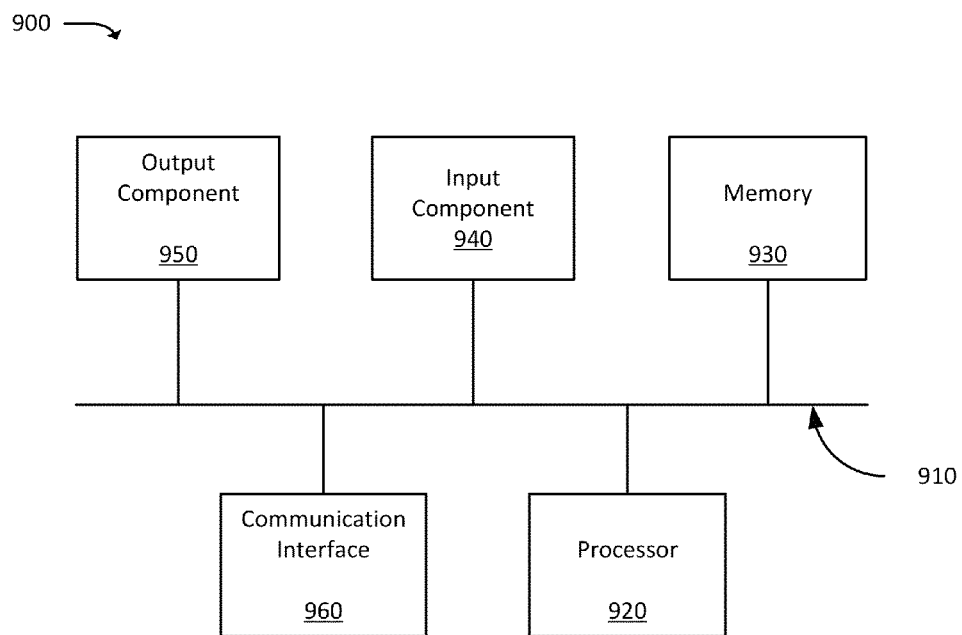 900
Output
Component
950
Input
Component
940
Memory
930
910
Communication
Interface
960
Processor
920